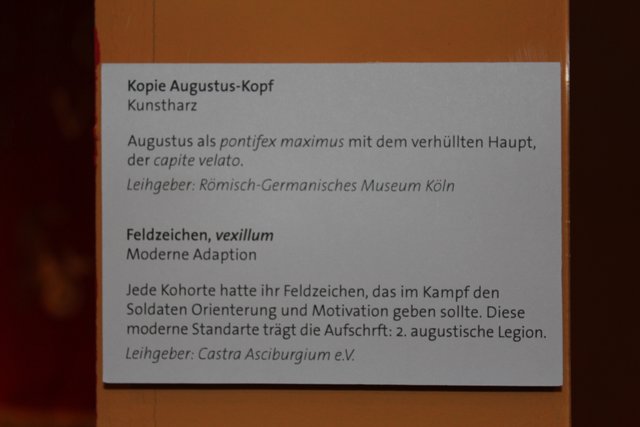 Kopie Augustus-Kopf
Kunstharz
Augustus als pontifex maximus mit dem verhüllten Haupt,
der capite velato.
Leihgeber: Römisch-Germanisches Museum Köln
Feldzeichen, vexillum
Moderne Adaption
Jede Kohorte hatte ihr Feldzeichen, das im Kampf den
Soldaten Orienterung und Motivation geben sollte. Diese
moderne Standarte trägt die Aufschrft: 2. augustische Legion.
Leihgeber: Castra Asciburgium e.V.